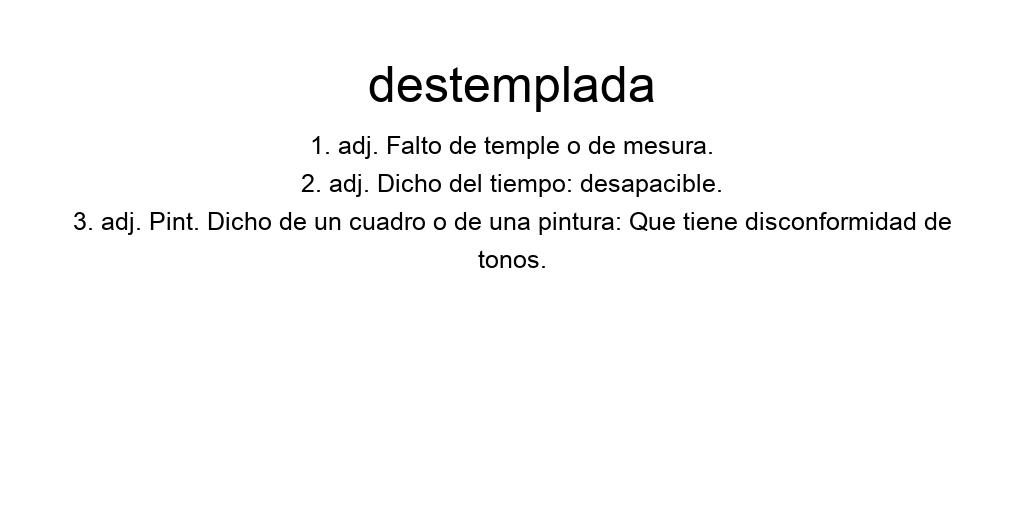 destemplada
1. adj. Falto de temple o de mesura.
2. adj. Dicho del tiempo: desapacible.
3. adj. Pint. Dicho de un cuadro o de una pintura: Que tiene disconformidad de
tonos.